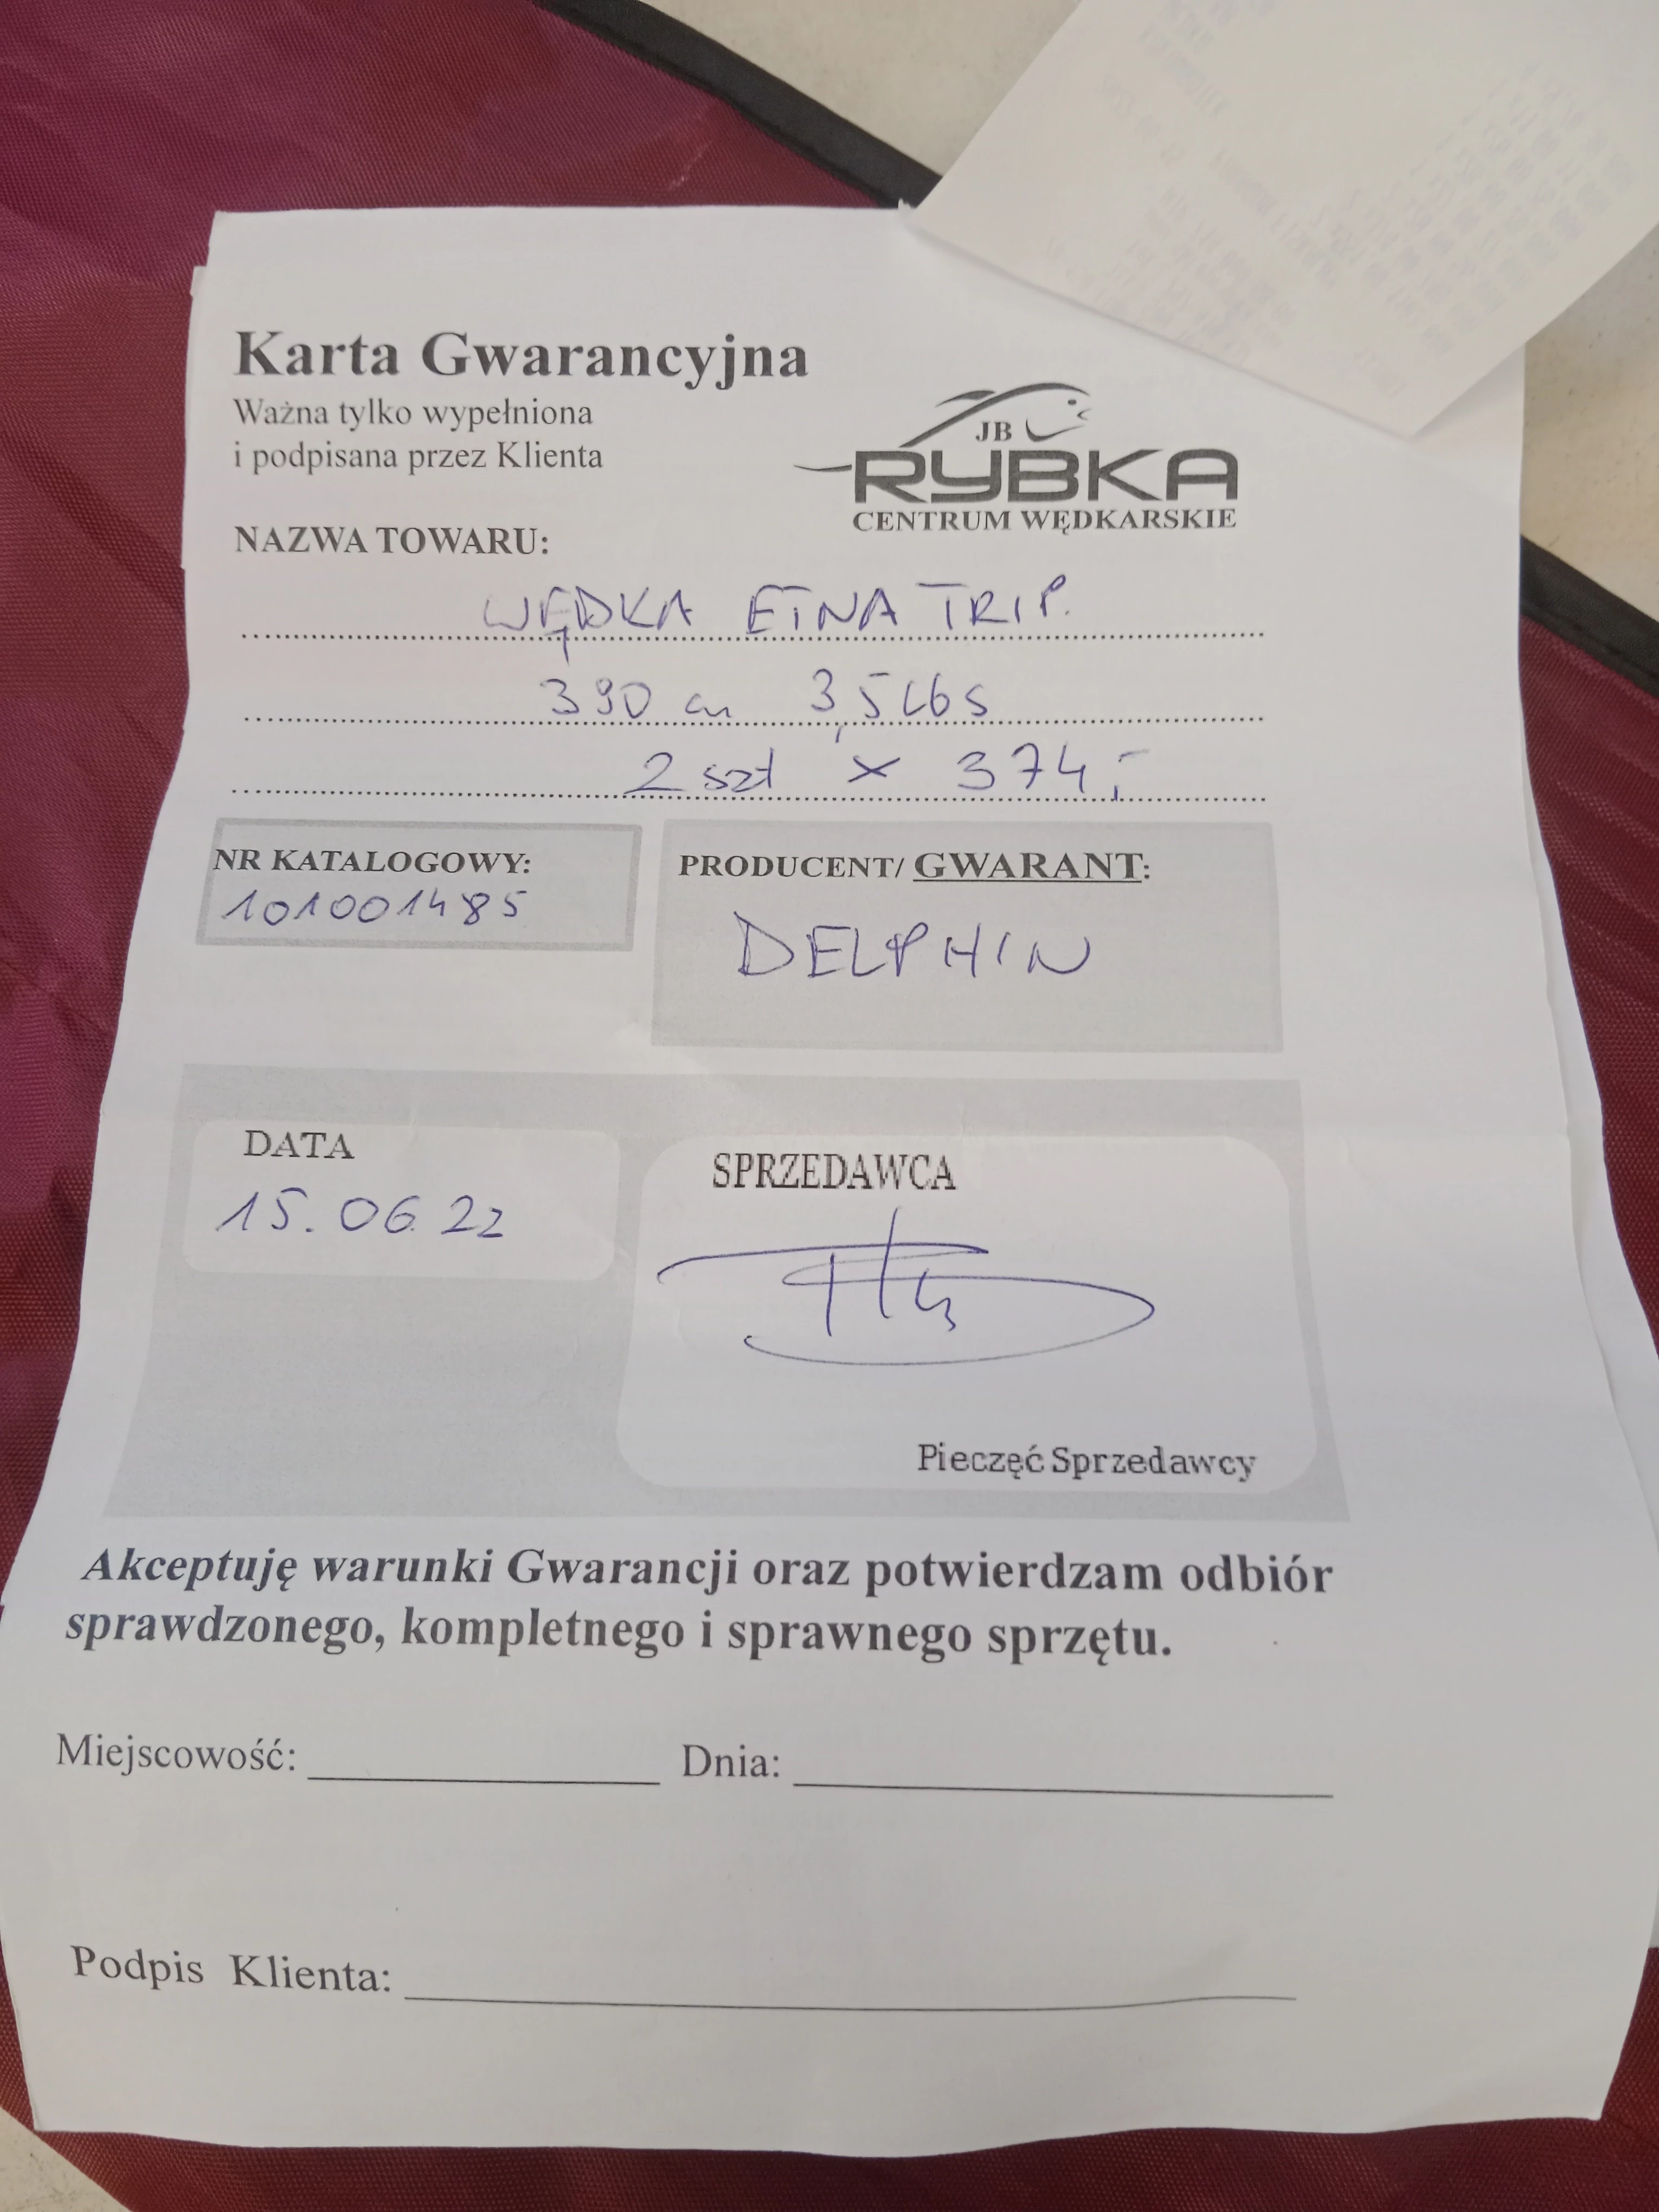 Karta Gwarancyjna
Ważna tylko wypełniona
i podpisana przez Klienta
JB
RYBKA
CENTRUM WĘDKARSKIE
NAZWA TOWARU:
WĘDKA ETNA TRIP.
390 cm 3,5 Lbs
2 szt × 374,-
NR KATALOGOWY:
101001485
PRODUCENT/ GWARANT:
DELPHIN
DATA
15.06.22
SPRZEDAWCA
Pieczęć Sprzedawcy
Akceptuję warunki Gwarancji oraz potwierdzam odbiór
sprawdzonego, kompletnego i sprawnego sprzętu.
Miejscowość: Dnia:
Podpis Klienta: